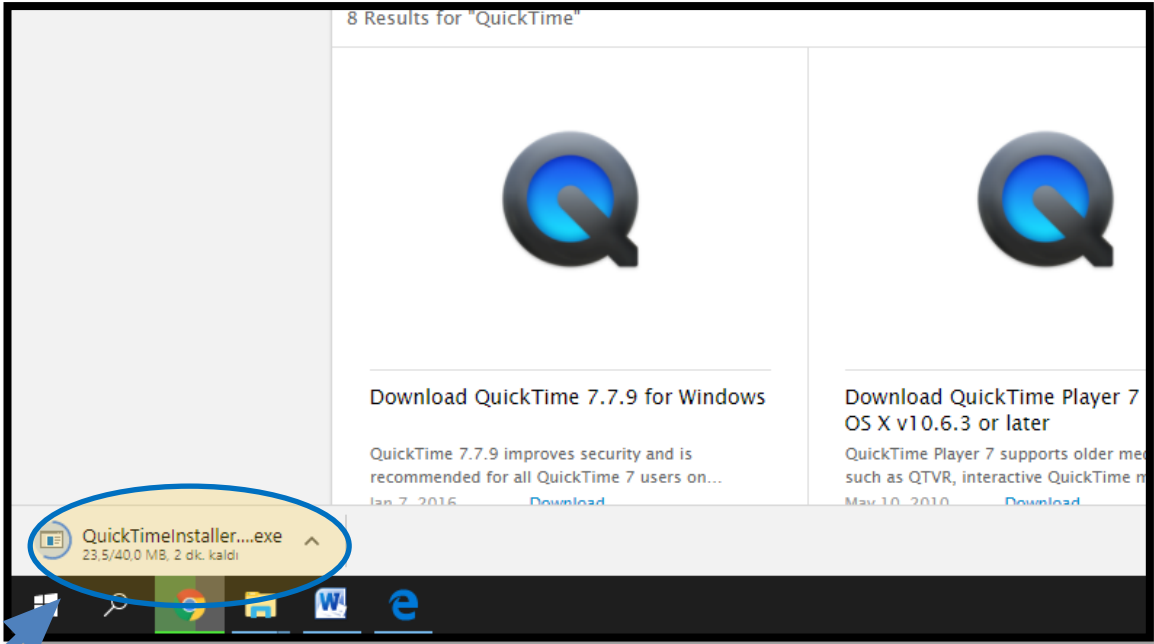 8 Results for "QuickTime"
Download QuickTime 7.7.9 for Windows
QuickTime 7.7.9 improves security and is
recommended for all QuickTime 7 users on...
Jan 7, 2016 Download
Download QuickTime Player 7
OS X v10.6.3 or later
QuickTime Player 7 supports older
such as QTVR, interactive QuickTime
May 10, 2010 Download
QuickTimeInstaller....exe
23,5/40,0 MB, 2 dk. kaldı